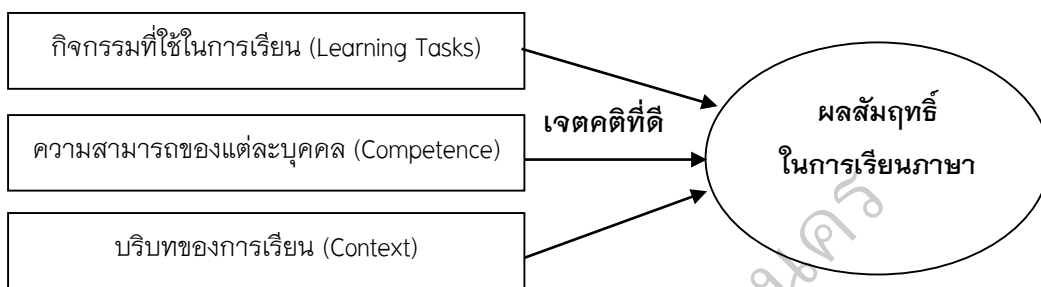 กิจกรรมที่ใช้ในการเรียน (Learning Tasks)
ความสามารถของแต่ละบุคคล (Competence)
บริบทของการเรียน (Context)
เจตคติที่ดี
ผลสัมฤทธิ์
ในการเรียนภาษา